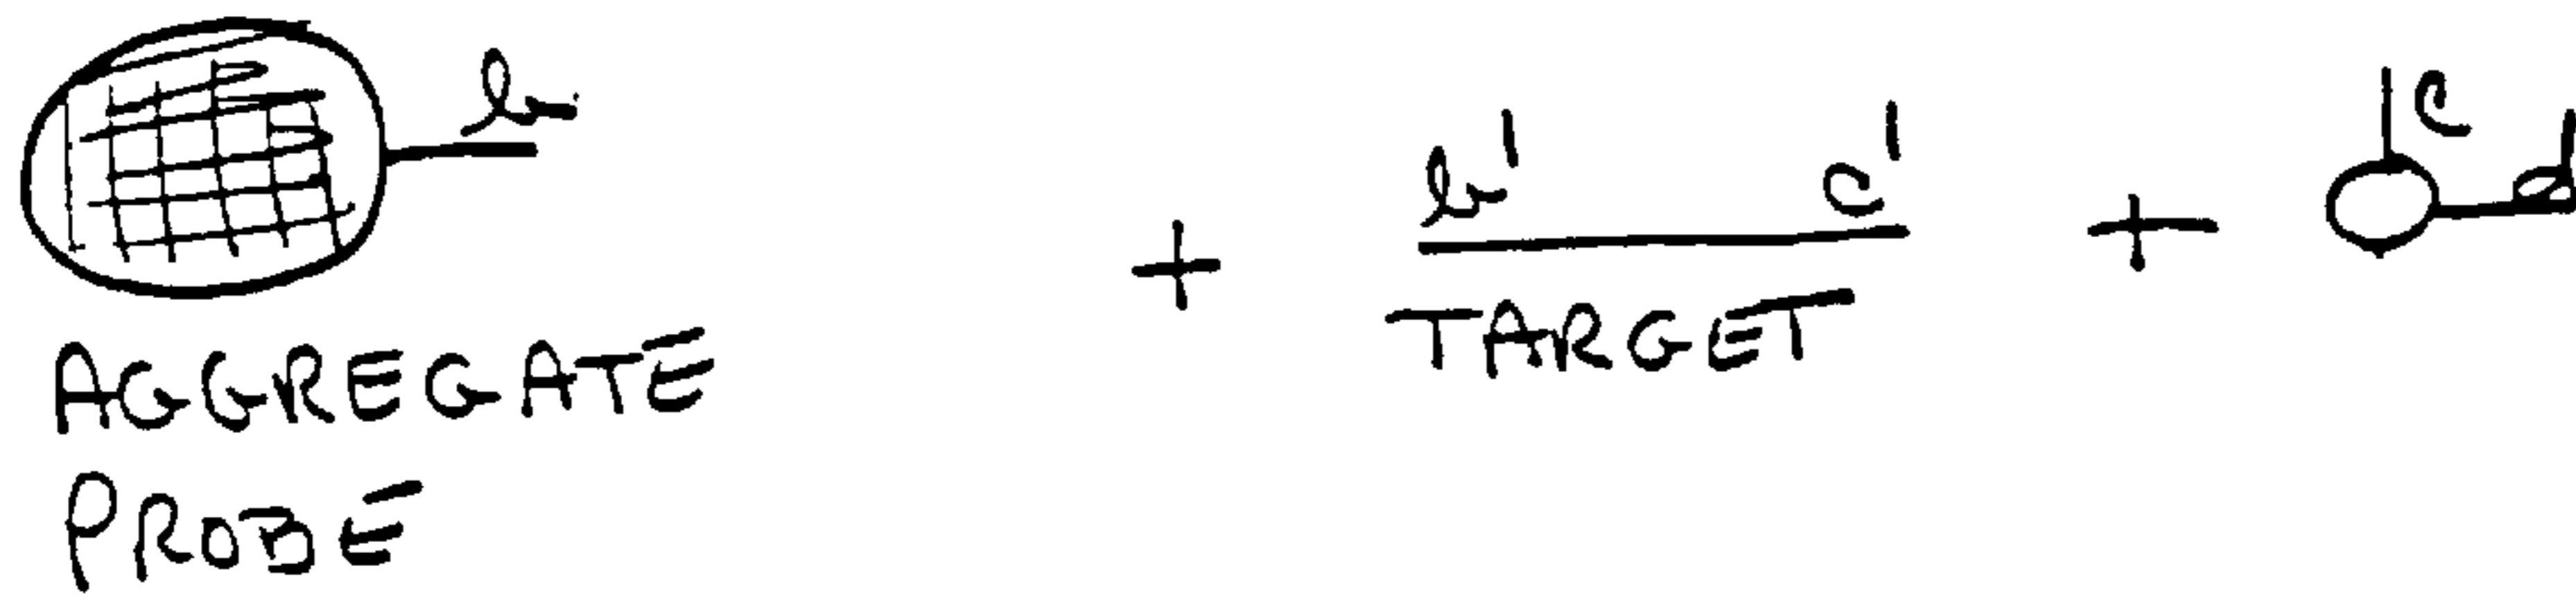 b
b' c'
c
d
+ +
TARGET
AGGREGATE
PROBE